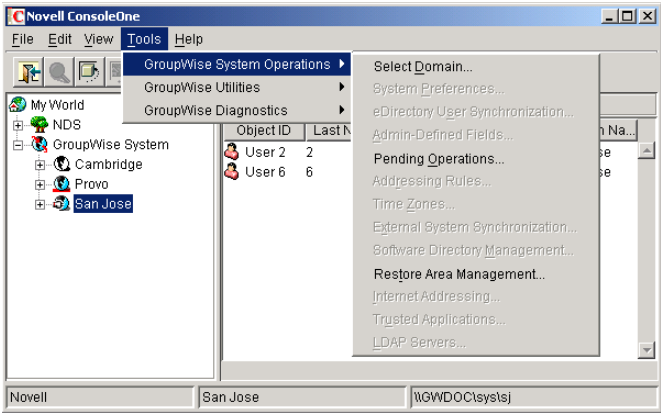 Novell ConsoleOne
File Edit View Tools Help
GroupWise System Operations
GroupWise Utilities
GroupWise Diagnostics
Select Domain...
System Preferences...
eDirectory User Synchronization...
Admin-Defined Fields...
Pending Operations...
Addressing Rules...
Time Zones...
External System Synchronization...
Software Directory Management...
Restore Area Management...
Internet Addressing...
Trusted Applications...
LDAP Servers...
My World
NDS
GroupWise System
Cambridge
Provo
San Jose
Object ID Last N n Na...
User 2 2 se
User 6 6 se
Novell San Jose \\GWDOC\sys\sj